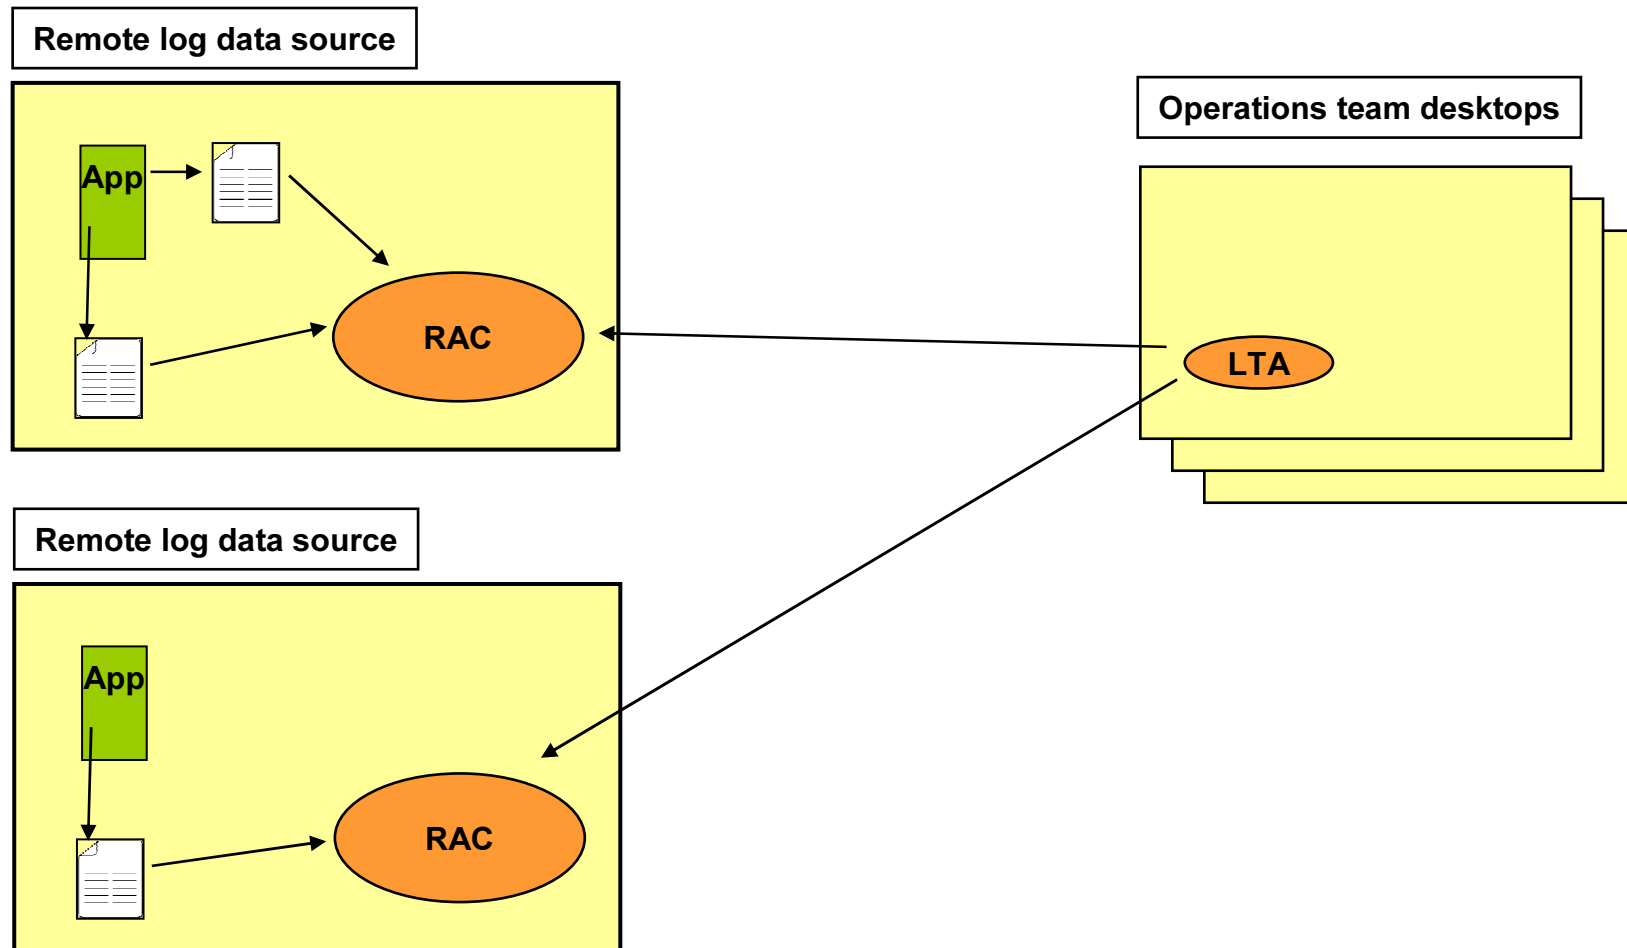 Remote log data source
Operations team desktops
App
RAC
LTA
Remote log data source
App
RAC